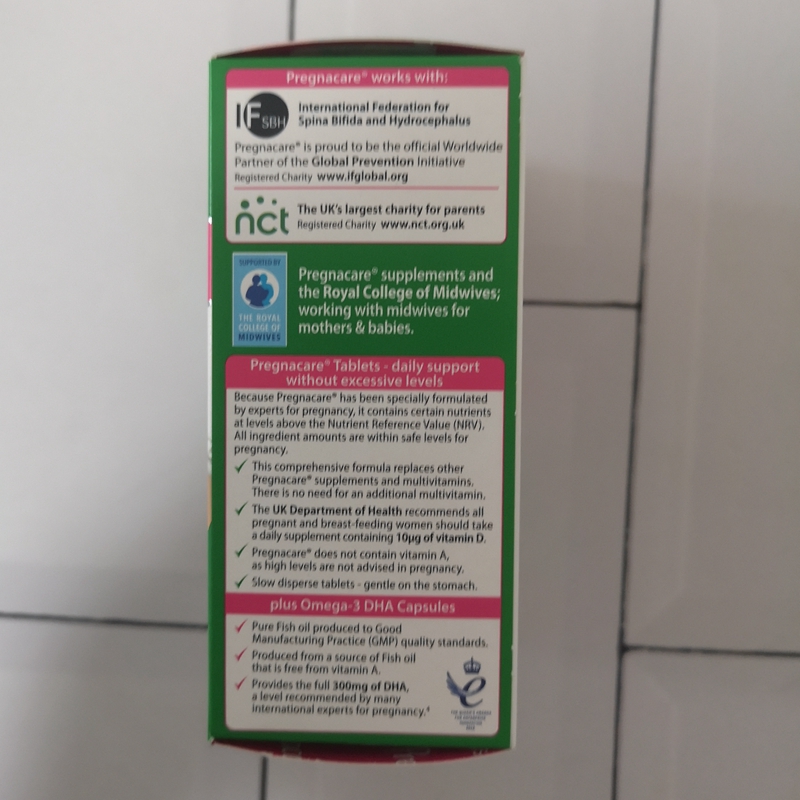 Pregnacare® works with:
IF SBH
International Federation for
Spina Bifida and Hydrocephalus
Pregnacare® is proud to be the official Worldwide
Partner of the Global Prevention Initiative
Registered Charity www.ifglobal.org
nct
The UK's largest charity for parents
Registered Charity www.nct.org.uk
SUPPORTED BY
THE ROYAL
COLLEGE OF
MIDWIVES
Pregnacare® supplements and
the Royal College of Midwives;
working with midwives for
mothers & babies.
Pregnacare® Tablets - daily support
without excessive levels
Because Pregnacare® has been specially formulated
by experts for pregnancy, it contains certain nutrients
at levels above the Nutrient Reference Value (NRV).
All ingredient amounts are within safe levels for
pregnancy.
This comprehensive formula replaces other
Pregnacare® supplements and multivitamins.
There is no need for an additional multivitamin.
The UK Department of Health recommends all
pregnant and breast-feeding women should take
a daily supplement containing 10µg of vitamin D.
Pregnacare® does not contain vitamin A,
as high levels are not advised in pregnancy.
Slow disperse tablets - gentle on the stomach.
plus Omega-3 DHA Capsules
Pure Fish oil produced to Good
Manufacturing Practice (GMP) quality standards.
Produced from a source of Fish oil
that is free from vitamin A.
Provides the full 300mg of DHA,
a level recommended by many
international experts for pregnancy.⁴